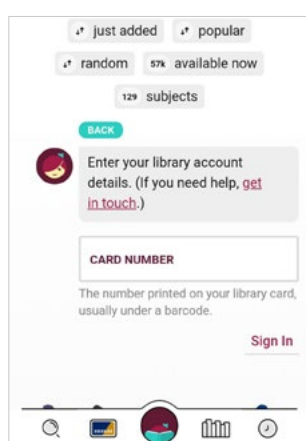 just added popular
random 57k available now
129 subjects
BACK
Enter your library account
details. (If you need help, get
in touch.)
CARD NUMBER
The number printed on your library card,
usually under a barcode.
Sign In